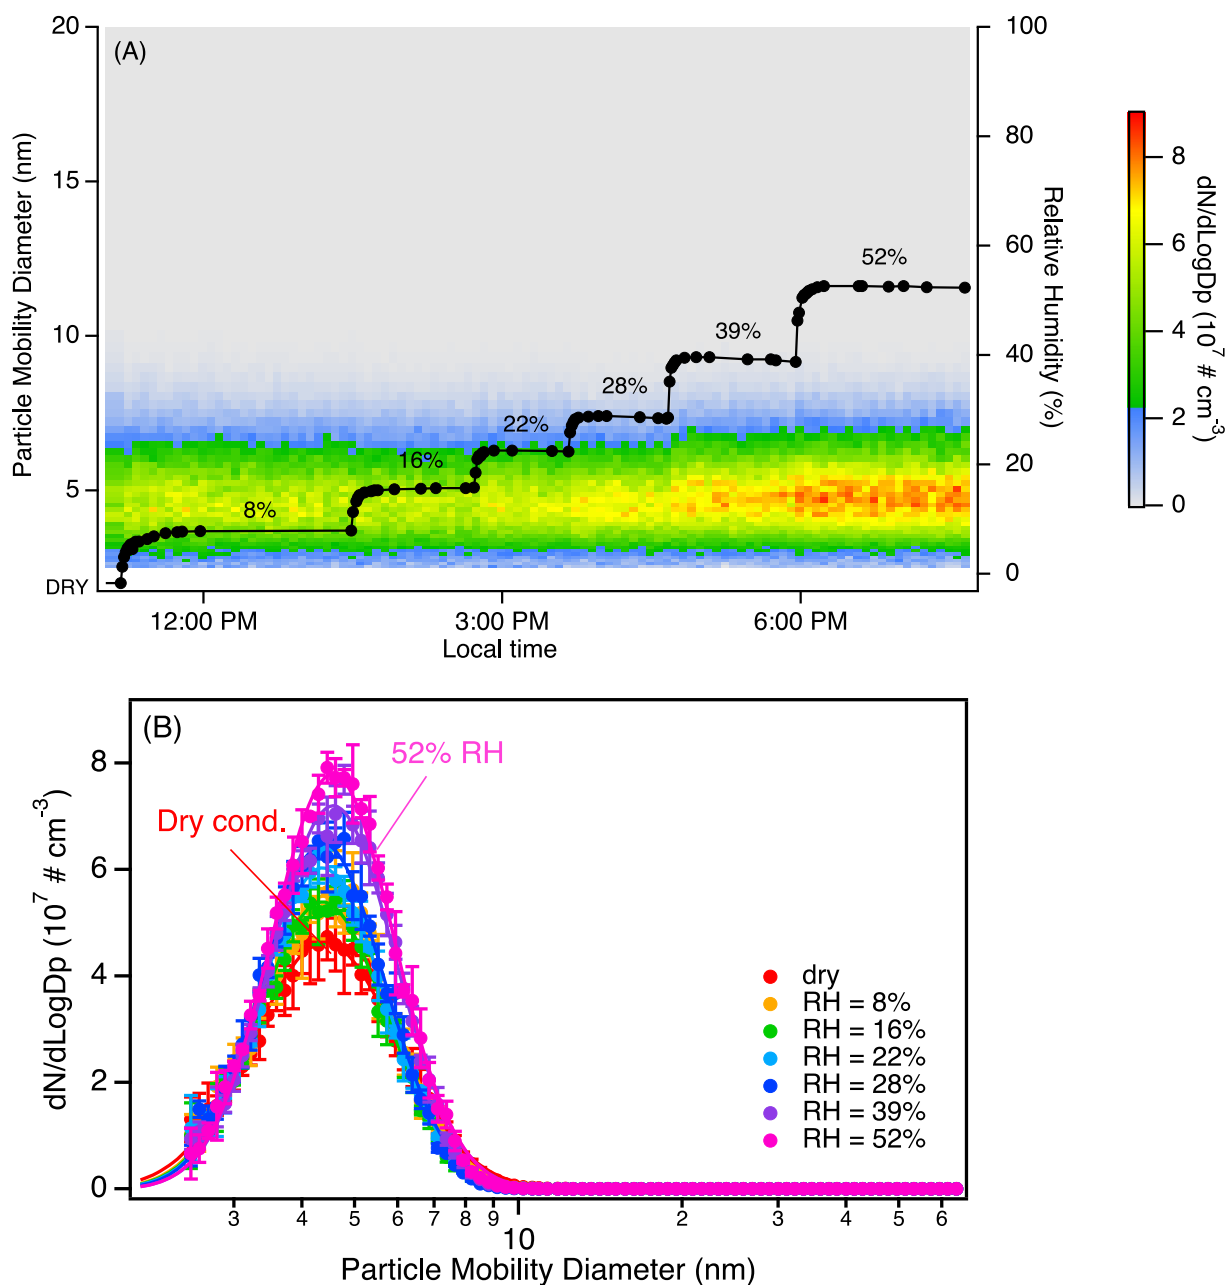 (A)
Particle Mobility Diameter (nm)
20
15
10
5
DRY
100
80
60
40
20
0
Relative Humidity (%)
8%
16%
22%
28%
39%
52%
12:00 PM
3:00 PM
6:00 PM
Local time
8
6
4
2
0
dN/dLogDp (10⁷ # cm⁻³)
(B)
dN/dLogDp (10⁷ # cm⁻³)
8
6
4
2
0
52% RH
Dry cond.
dry
RH = 8%
RH = 16%
RH = 22%
RH = 28%
RH = 39%
RH = 52%
3 4 5 6 7 8 9 2 3 4 5 6
10
Particle Mobility Diameter (nm)